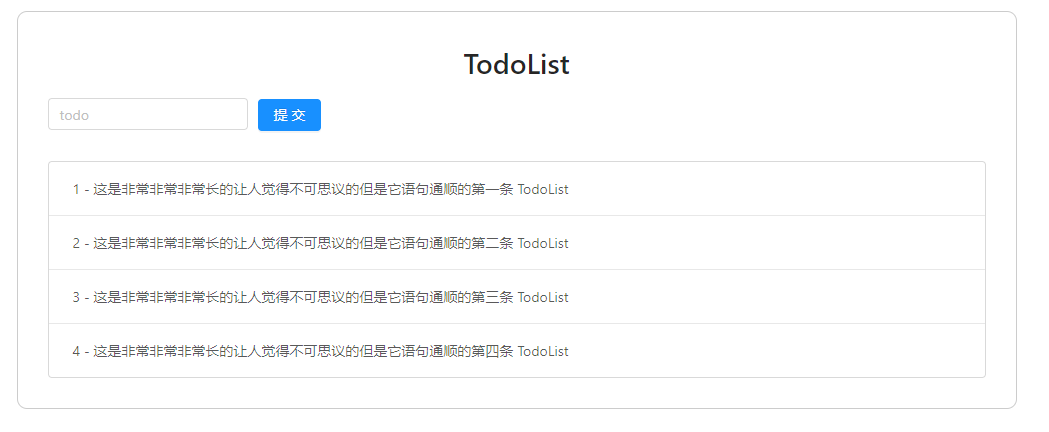 TodoList
todo 提交
1 - 这是非常非常非常长的让人觉得不可思议的但是它语句通顺的第一条 TodoList
2 - 这是非常非常非常长的让人觉得不可思议的但是它语句通顺的第二条 TodoList
3 - 这是非常非常非常长的让人觉得不可思议的但是它语句通顺的第三条 TodoList
4 - 这是非常非常非常长的让人觉得不可思议的但是它语句通顺的第四条 TodoList